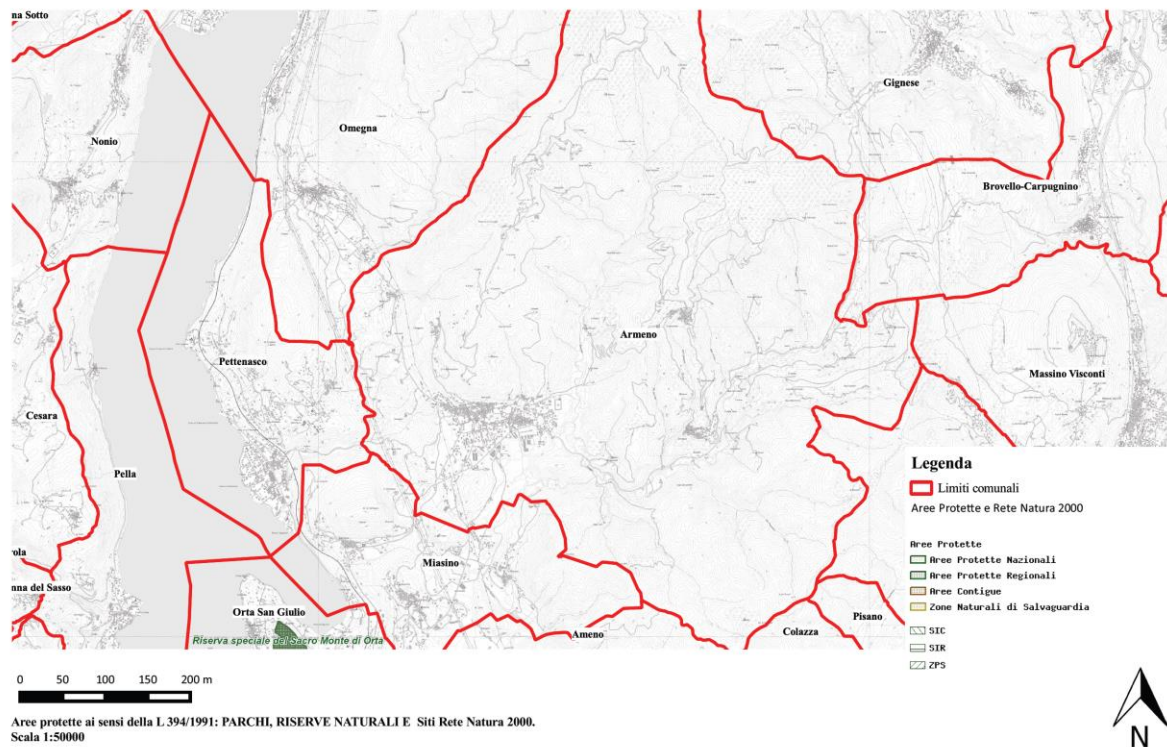 na Sotto
Gignese
Omegna
Nonio
Brovello-Carpugnino
Armeno
Pettenasco
Massino Visconti
Cesara
Pella
Legenda
Limiti comunali
Aree Protette e Rete Natura 2000
Aree Protette
Aree Protette Nazionali
Aree Protette Regionali
Aree Contigue
Zone Naturali di Salvaguardia
SIC
SIR
ZPS
rola
nna del Sasso
Miasino
Orta San Giulio
Riserva speciale del Sacro Monte di Orta
Ameno
Colazza
Pisano
0 50 100 150 200 m
Aree protette ai sensi della L 394/1991: PARCHI, RISERVE NATURALI E Siti Rete Natura 2000.
Scala 1:50000
N